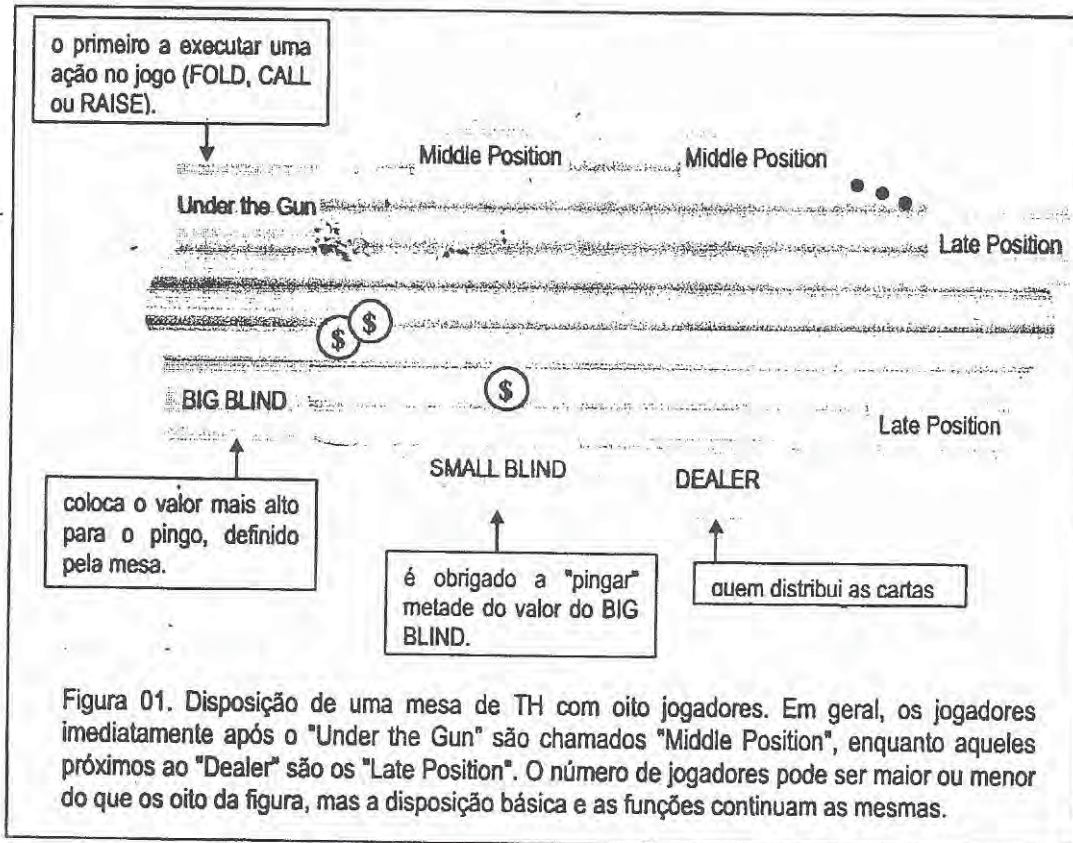 o primeiro a executar uma
ação no jogo (FOLD, CALL
ou RAISE).
Middle Position
Middle Position
Under the Gun
Late Position
$
$
$
BIG BLIND
Late Position
SMALL BLIND
DEALER
coloca o valor mais alto
para o pingo, definido
pela mesa.
é obrigado a "pingar"
metade do valor do BIG
BLIND.
quem distribui as cartas
Figura 01. Disposição de uma mesa de TH com oito jogadores. Em geral, os jogadores
imediatamente após o "Under the Gun" são chamados "Middle Position", enquanto aqueles
próximos ao "Dealer" são os "Late Position". O número de jogadores pode ser maior ou menor
do que os oito da figura, mas a disposição básica e as funções continuam as mesmas.